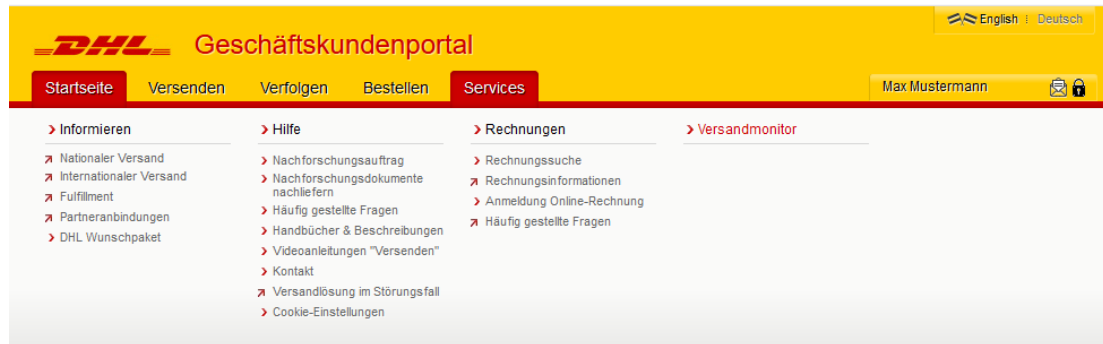 English Deutsch
DHL Geschäftskundenportal
Startseite Versenden Verfolgen Bestellen Services Max Mustermann
Informieren
Nationaler Versand
Internationaler Versand
Fulfillment
Partneranbindungen
DHL Wunschpaket
Hilfe
Nachforschungsauftrag
Nachforschungsdokumente
nachliefern
Häufig gestellte Fragen
Handbücher & Beschreibungen
Videoanleitungen "Versenden"
Kontakt
Versandlösung im Störungsfall
Cookie-Einstellungen
Rechnungen
Rechnungssuche
Rechnungsinformationen
Anmeldung Online-Rechnung
Häufig gestellte Fragen
Versandmonitor